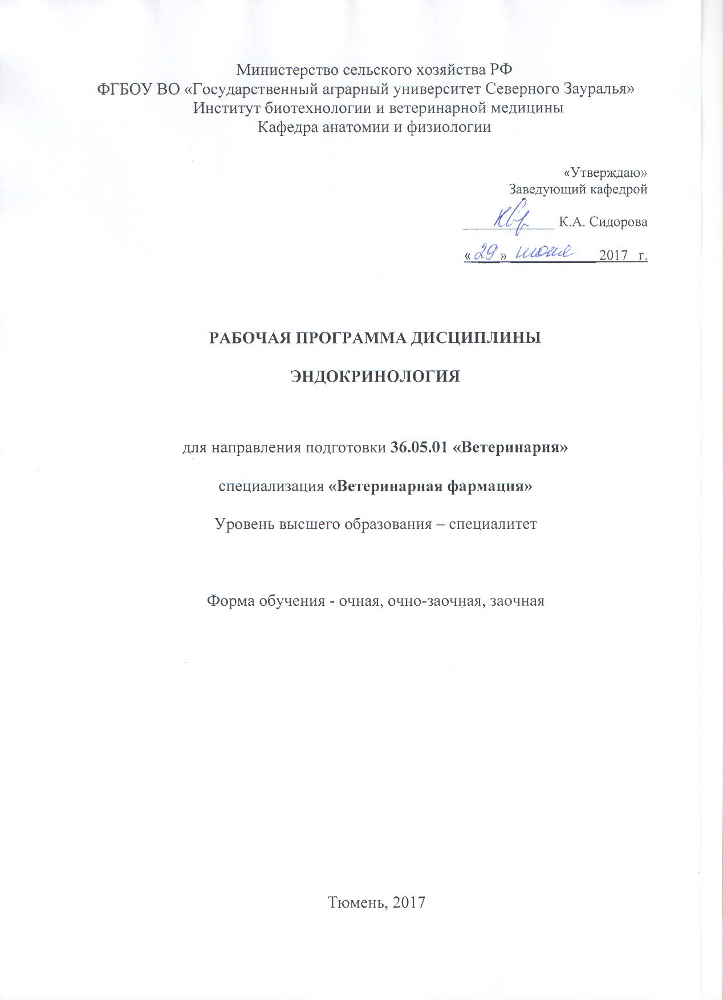 Министерство сельского хозяйства РФ
ФГБОУ ВО «Государственный аграрный университет Северного Зауралья»
Институт биотехнологии и ветеринарной медицины
Кафедра анатомии и физиологии
«Утверждаю»
Заведующий кафедрой
К.А. Сидорова
«29» 2017 г.
РАБОЧАЯ ПРОГРАММА ДИСЦИПЛИНЫ
ЭНДОКРИНОЛОГИЯ
для направления подготовки 36.05.01 «Ветеринария»
специализация «Ветеринарная фармация»
Уровень высшего образования – специалитет
Форма обучения - очная, очно-заочная, заочная
Тюмень, 2017